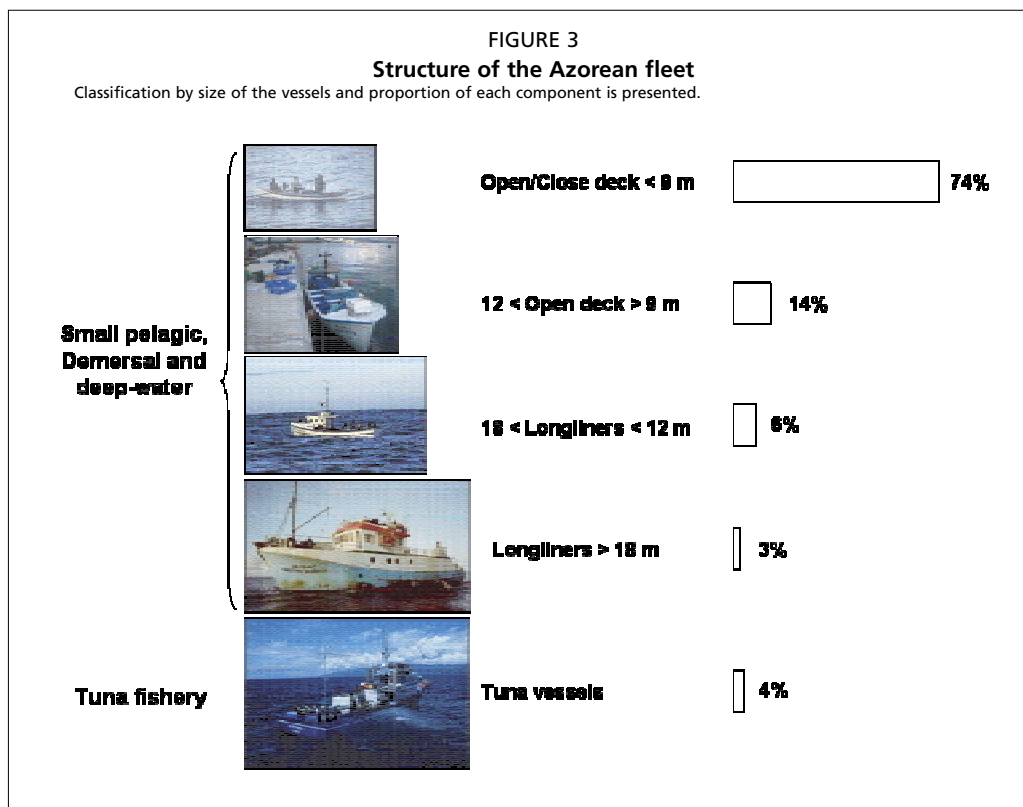 FIGURE 3
Structure of the Azorean fleet
Classification by size of the vessels and proportion of each component is presented.
Open/Close deck < 9 m
74%
12 < Open deck > 9 m
14%
Small pelagic,
Demersal and
deep-water
18 < Longliners < 12 m
6%
Longliners > 18 m
3%
Tuna fishery
Tuna vessels
4%